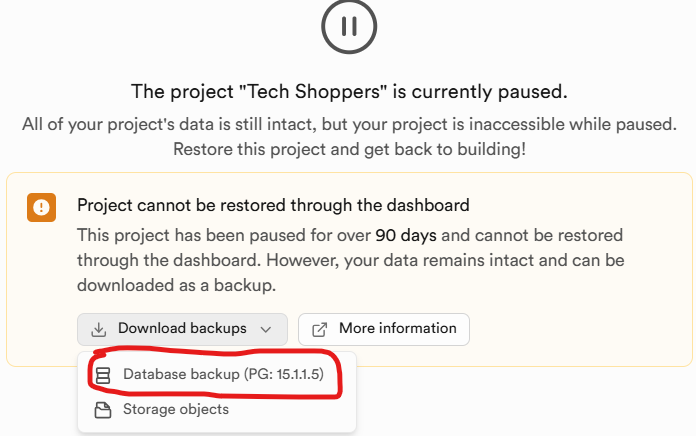 The project "Tech Shoppers" is currently paused.
All of your project's data is still intact, but your project is inaccessible while paused.
Restore this project and get back to building!
Project cannot be restored through the dashboard
This project has been paused for over 90 days and cannot be restored
through the dashboard. However, your data remains intact and can be
downloaded as a backup.
Download backups
More information
Database backup (PG: 15.1.1.5)
Storage objects